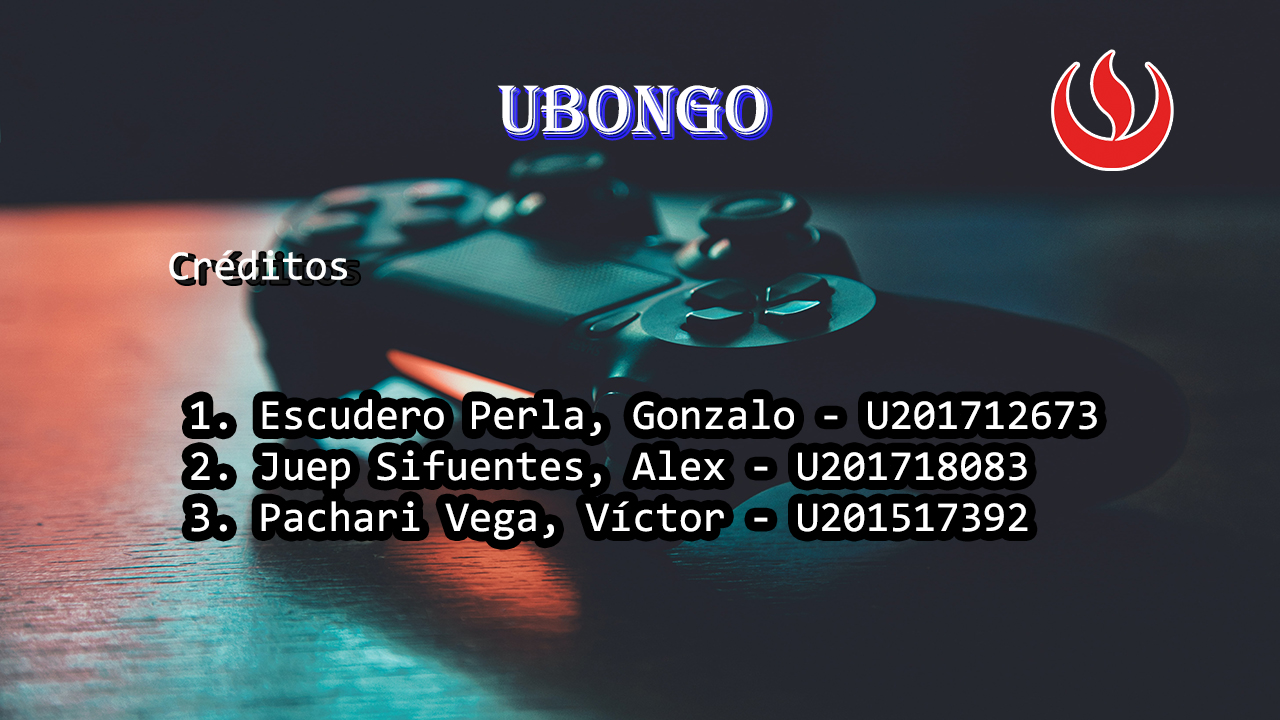 UBONGO
Créditos
1. Escudero Perla, Gonzalo - U201712673
2. Juep Sifuentes, Alex - U201718083
3. Pachari Vega, Víctor - U201517392